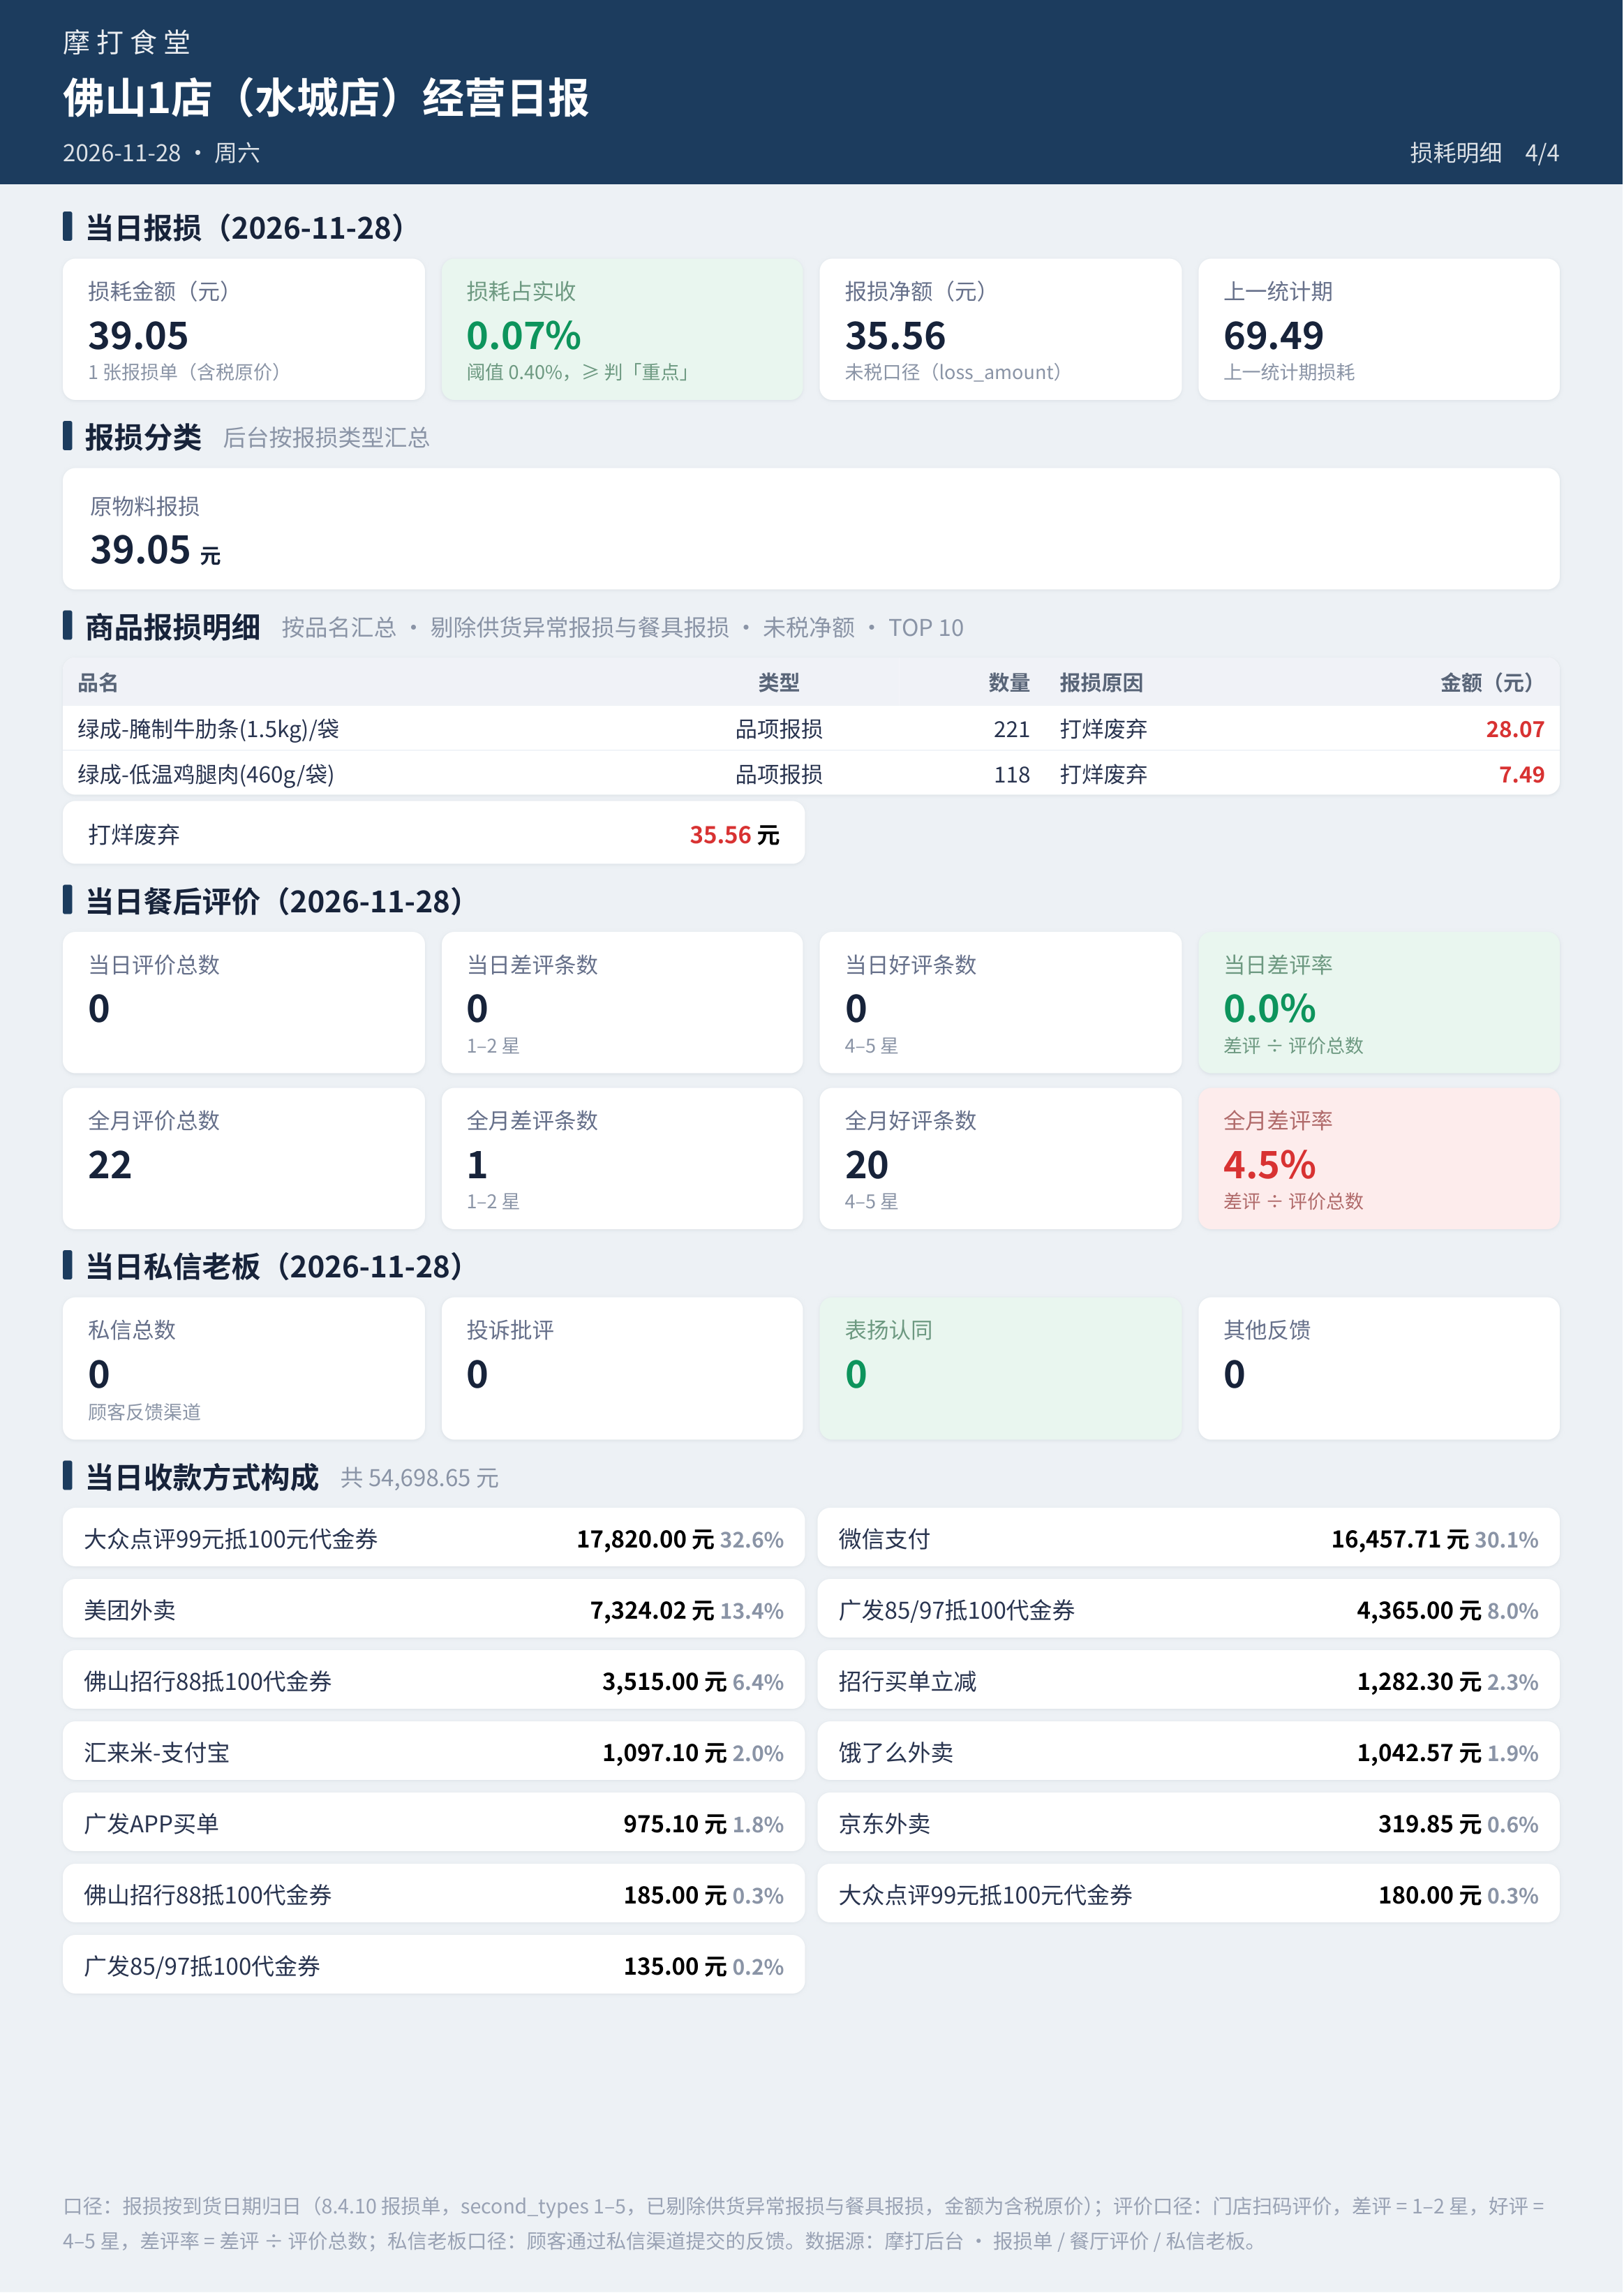 摩打食堂
佛山1店（水城店）经营日报
2026-11-28 · 周六
损耗明细 4/4
当日报损（2026-11-28）
损耗金额（元）
39.05
1 张报损单（含税原价）
损耗占实收
0.07%
阈值 0.40%，≥ 判「重点」
报损净额（元）
35.56
未税口径（loss_amount）
上一统计期
69.49
上一统计期损耗
报损分类 后台按报损类型汇总
原物料报损
39.05 元
商品报损明细 按品名汇总 · 剔除供货异常报损与餐具报损 · 未税净额 · TOP 10
品名 类型 数量 报损原因 金额（元）
绿成-腌制牛肋条(1.5kg)/袋 品项报损 221 打烊废弃 28.07
绿成-低温鸡腿肉(460g/袋) 品项报损 118 打烊废弃 7.49
打烊废弃 35.56 元
当日餐后评价（2026-11-28）
当日评价总数
0
当日差评条数
0
1–2 星
当日好评条数
0
4–5 星
当日差评率
0.0%
差评 ÷ 评价总数
全月评价总数
22
全月差评条数
1
1–2 星
全月好评条数
20
4–5 星
全月差评率
4.5%
差评 ÷ 评价总数
当日私信老板（2026-11-28）
私信总数
0
顾客反馈渠道
投诉批评
0
表扬认同
0
其他反馈
0
当日收款方式构成 共 54,698.65 元
大众点评99元抵100元代金券 17,820.00 元 32.6%
微信支付 16,457.71 元 30.1%
美团外卖 7,324.02 元 13.4%
广发85/97抵100代金券 4,365.00 元 8.0%
佛山招行88抵100代金券 3,515.00 元 6.4%
招行买单立减 1,282.30 元 2.3%
汇来米-支付宝 1,097.10 元 2.0%
饿了么外卖 1,042.57 元 1.9%
广发APP买单 975.10 元 1.8%
京东外卖 319.85 元 0.6%
佛山招行88抵100代金券 185.00 元 0.3%
大众点评99元抵100元代金券 180.00 元 0.3%
广发85/97抵100代金券 135.00 元 0.2%
口径：报损按到货日期归日（8.4.10 报损单，second_types 1–5，已剔除供货异常报损与餐具报损，金额为含税原价）；评价口径：门店扫码评价，差评 = 1–2 星，好评 =
4–5 星，差评率 = 差评 ÷ 评价总数；私信老板口径：顾客通过私信渠道提交的反馈。数据源：摩打后台 · 报损单 / 餐厅评价 / 私信老板。